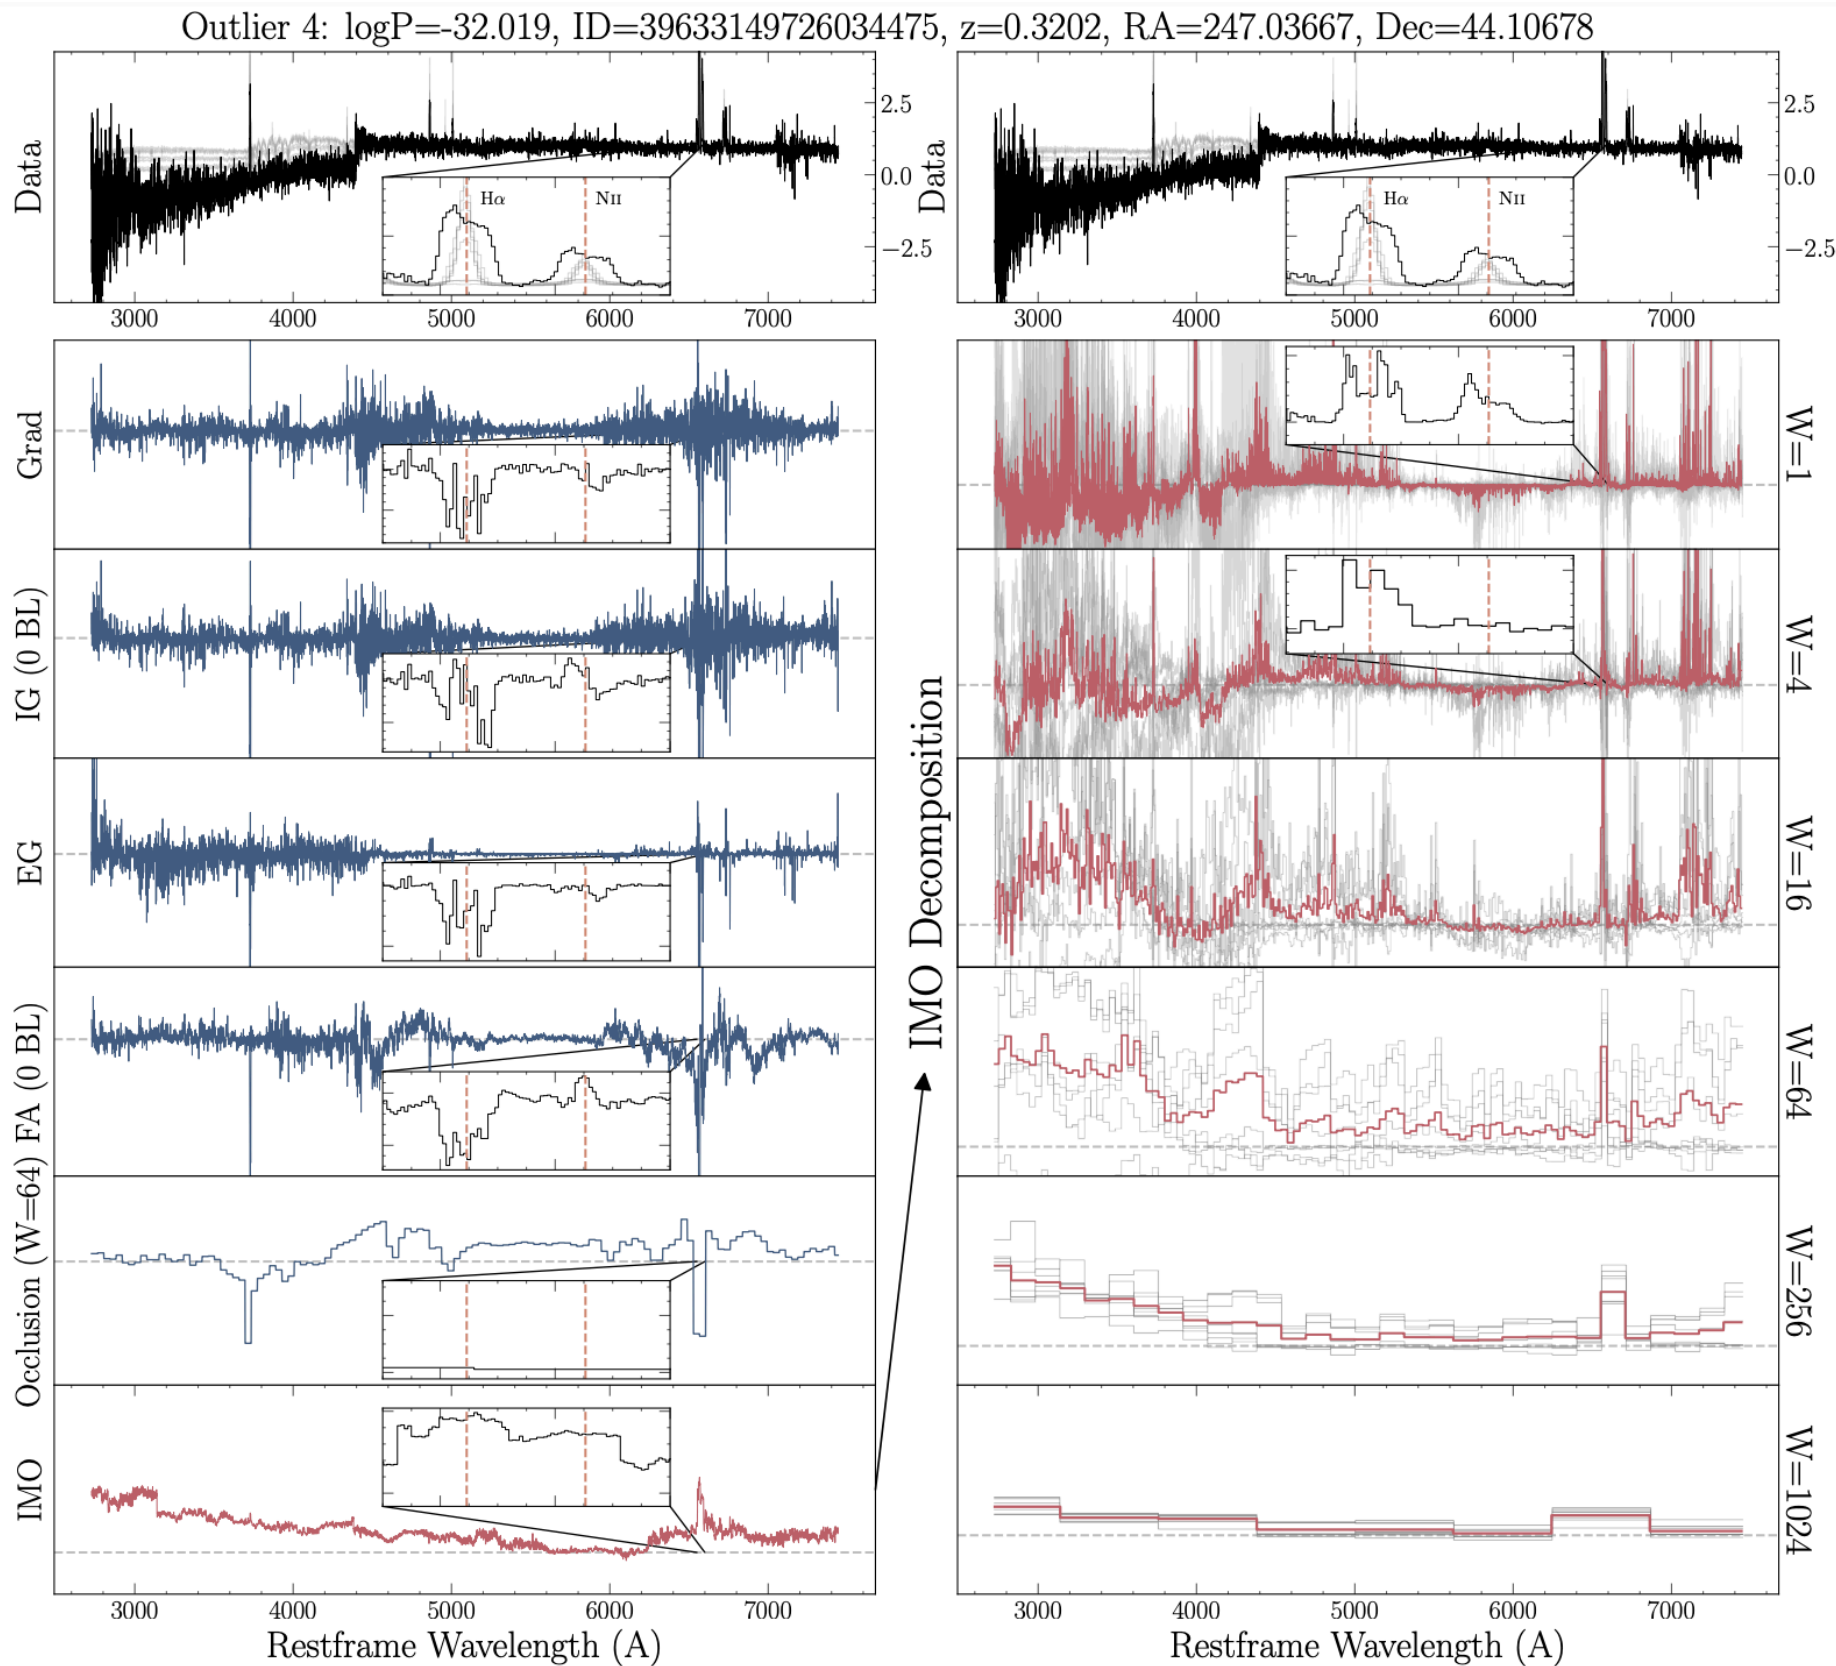 Outlier 4: logP=-32.019, ID=39633149726034475, z=0.3202, RA=247.03667, Dec=44.10678
Data
2.5
0.0
−2.5
Hα
NII
3000 4000 5000 6000 7000
Grad
IG (0 BL)
EG
FA (0 BL)
Occlusion (W=64)
IMO
3000 4000 5000 6000 7000
Restframe Wavelength (A)
IMO Decomposition
Data
2.5
0.0
−2.5
Hα
NII
3000 4000 5000 6000 7000
W=1
W=4
W=16
W=64
W=256
W=1024
3000 4000 5000 6000 7000
Restframe Wavelength (A)